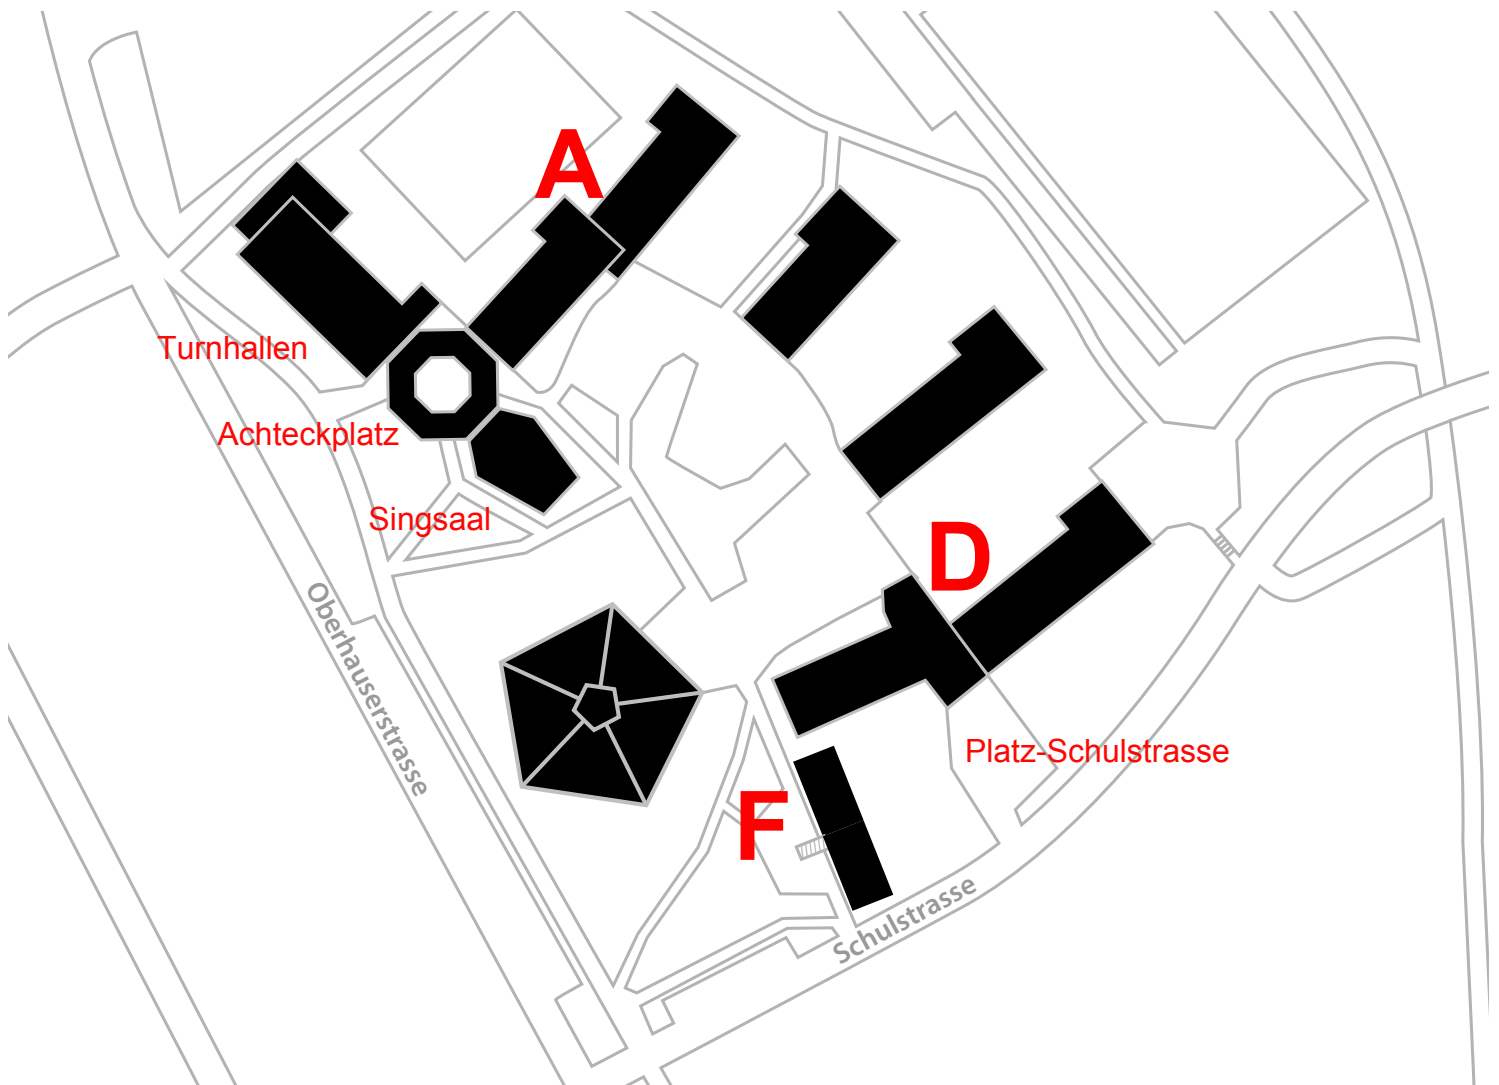 A
Turnhallen
Achteckplatz
Singsaal
D
Oberhauserstrasse
Platz-Schulstrasse
F
Schulstrasse